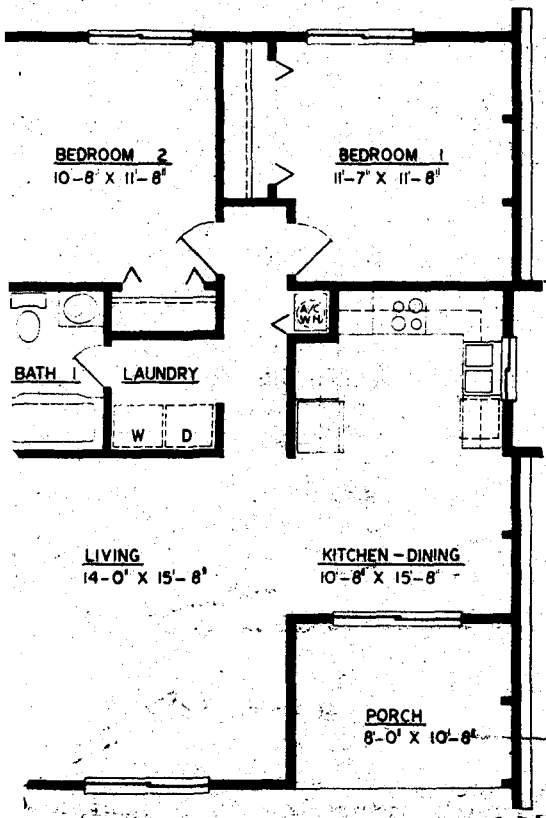 BEDROOM 2
10-8 X 11'-8"
BEDROOM 1
11'-7" X 11'-8"
A/C
WH
BATH 1
LAUNDRY
W
D
LIVING
14-0" X 15'-8"
KITCHEN-DINING
10'-8" X 15'-8"
PORCH
8'-0" X 10'-8"